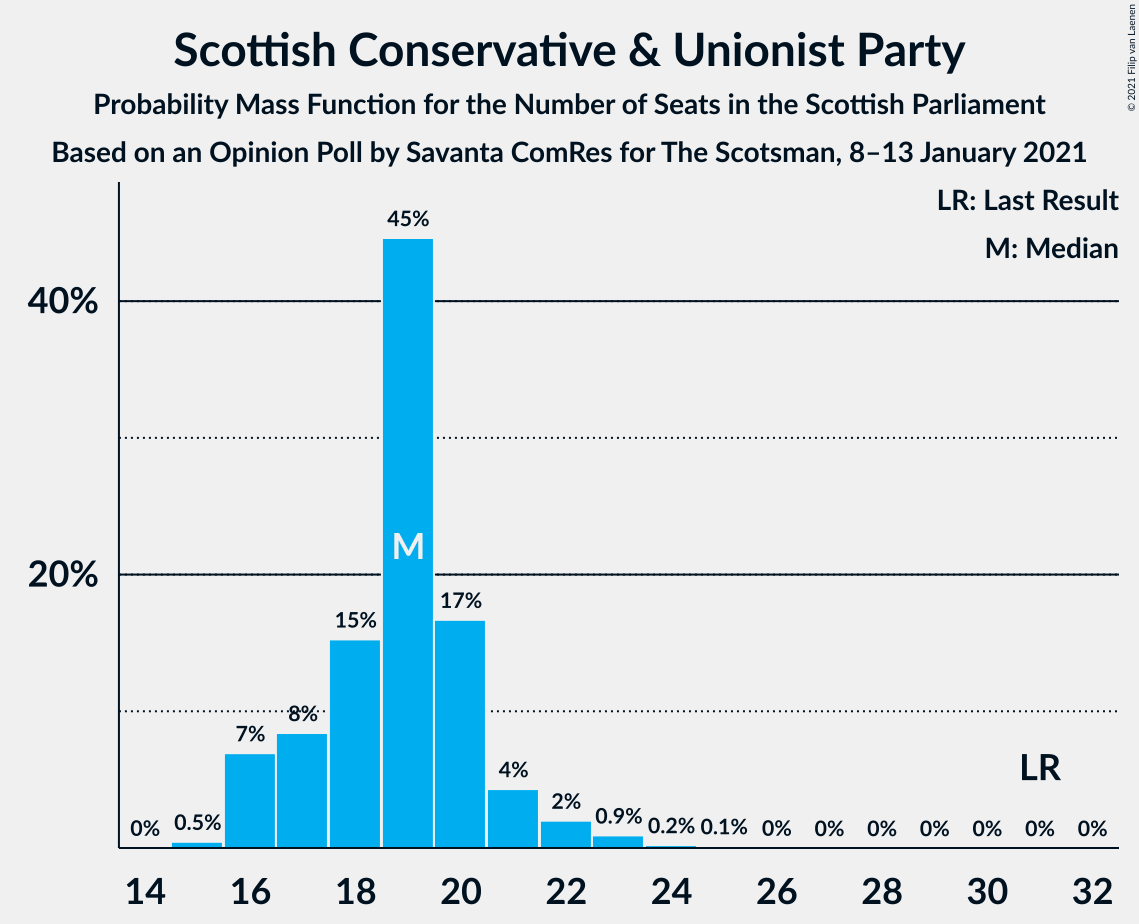 Scottish Conservative & Unionist Party
Probability Mass Function for the Number of Seats in the Scottish Parliament
Based on an Opinion Poll by Savanta ComRes for The Scotsman, 8–13 January 2021
© 2021 Filip van Laenen
LR: Last Result
M: Median
45%
40%
M
20%
17%
15%
8%
7%
4%
LR
2%
0% 0.5% 0.9% 0.2% 0.1% 0% 0% 0% 0% 0% 0% 0%
14 16 18 20 22 24 26 28 30 32